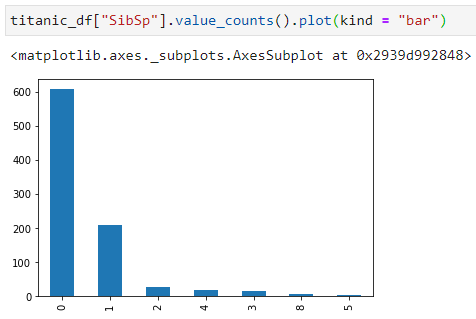 titanic_df["SibSp"].value_counts().plot(kind = "bar")
<matplotlib.axes._subplots.AxesSubplot at 0x2939d992848>
600
500
400
300
200
100
0
0 1 2 4 3 8 5